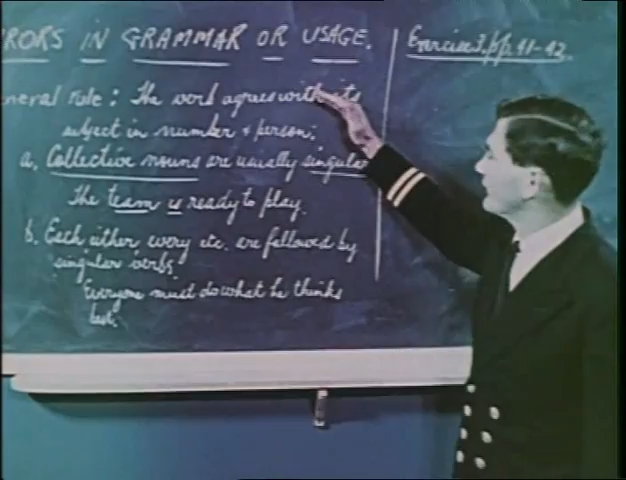 RORS IN GRAMMAR OR USAGE.
Exercise 3, pp. 41-42.
neral rule: The word agrees with its
subject in number & person;
a. Collective nouns are usually singular
The team is ready to play.
b. Each either every etc. are followed by
singular verbs.
Everyone must do what he thinks
best.